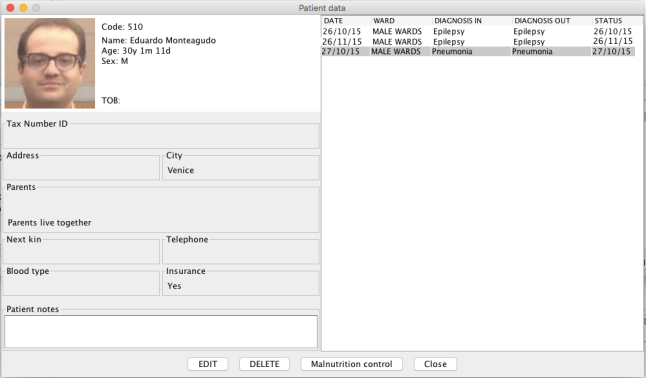 Patient data
Code: 510
Name: Eduardo Monteagudo
Age: 30y 1m 11d
Sex: M
TOB:
Tax Number ID
Address City
Venice
Parents
Parents live together
Next kin Telephone
Blood type Insurance
Yes
Patient notes
DATE WARD DIAGNOSIS IN DIAGNOSIS OUT STATUS
26/10/15 MALE WARDS Epilepsy Epilepsy 26/10/15
26/11/15 MALE WARDS Epilepsy Epilepsy 26/11/15
27/10/15 MALE WARDS Pneumonia Pneumonia 27/10/15
EDIT DELETE Malnutrition control Close